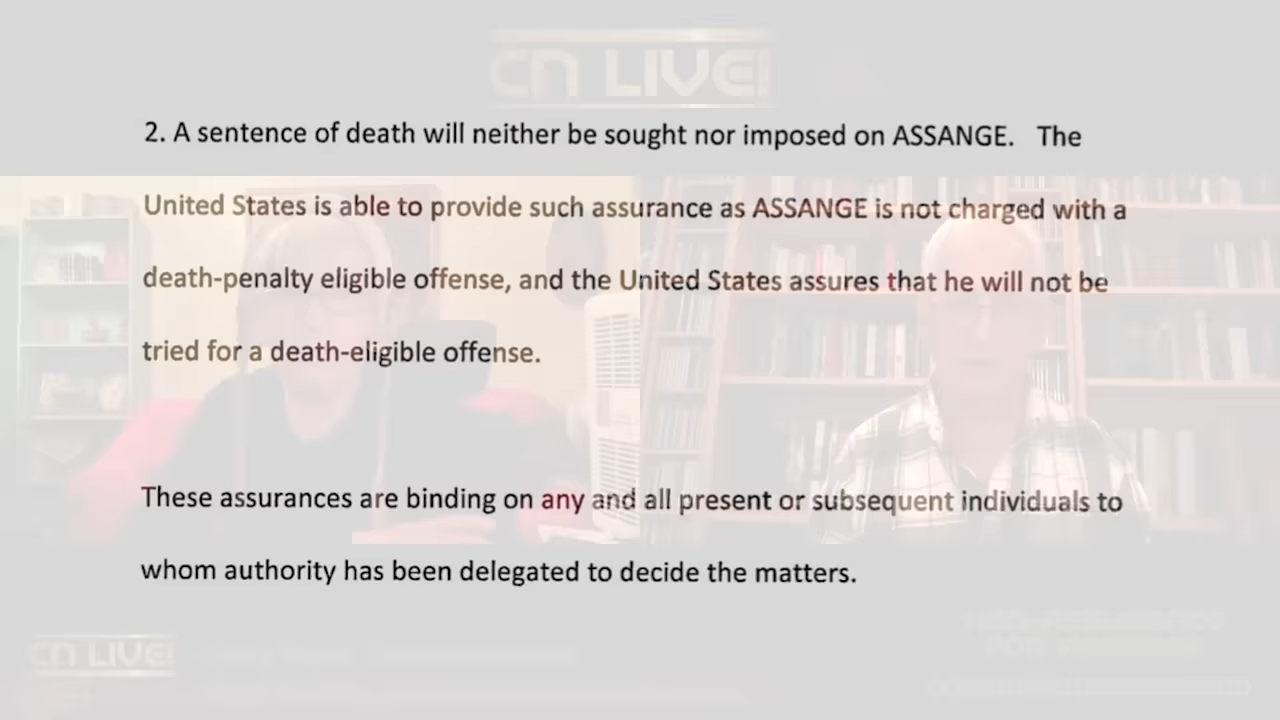 CN LIVE!
2. A sentence of death will neither be sought nor imposed on ASSANGE. The
United States is able to provide such assurance as ASSANGE is not charged with a
death-penalty eligible offense, and the United States assures that he will not be
tried for a death-eligible offense.
These assurances are binding on any and all present or subsequent individuals to
whom authority has been delegated to decide the matters.
CN LIVE!